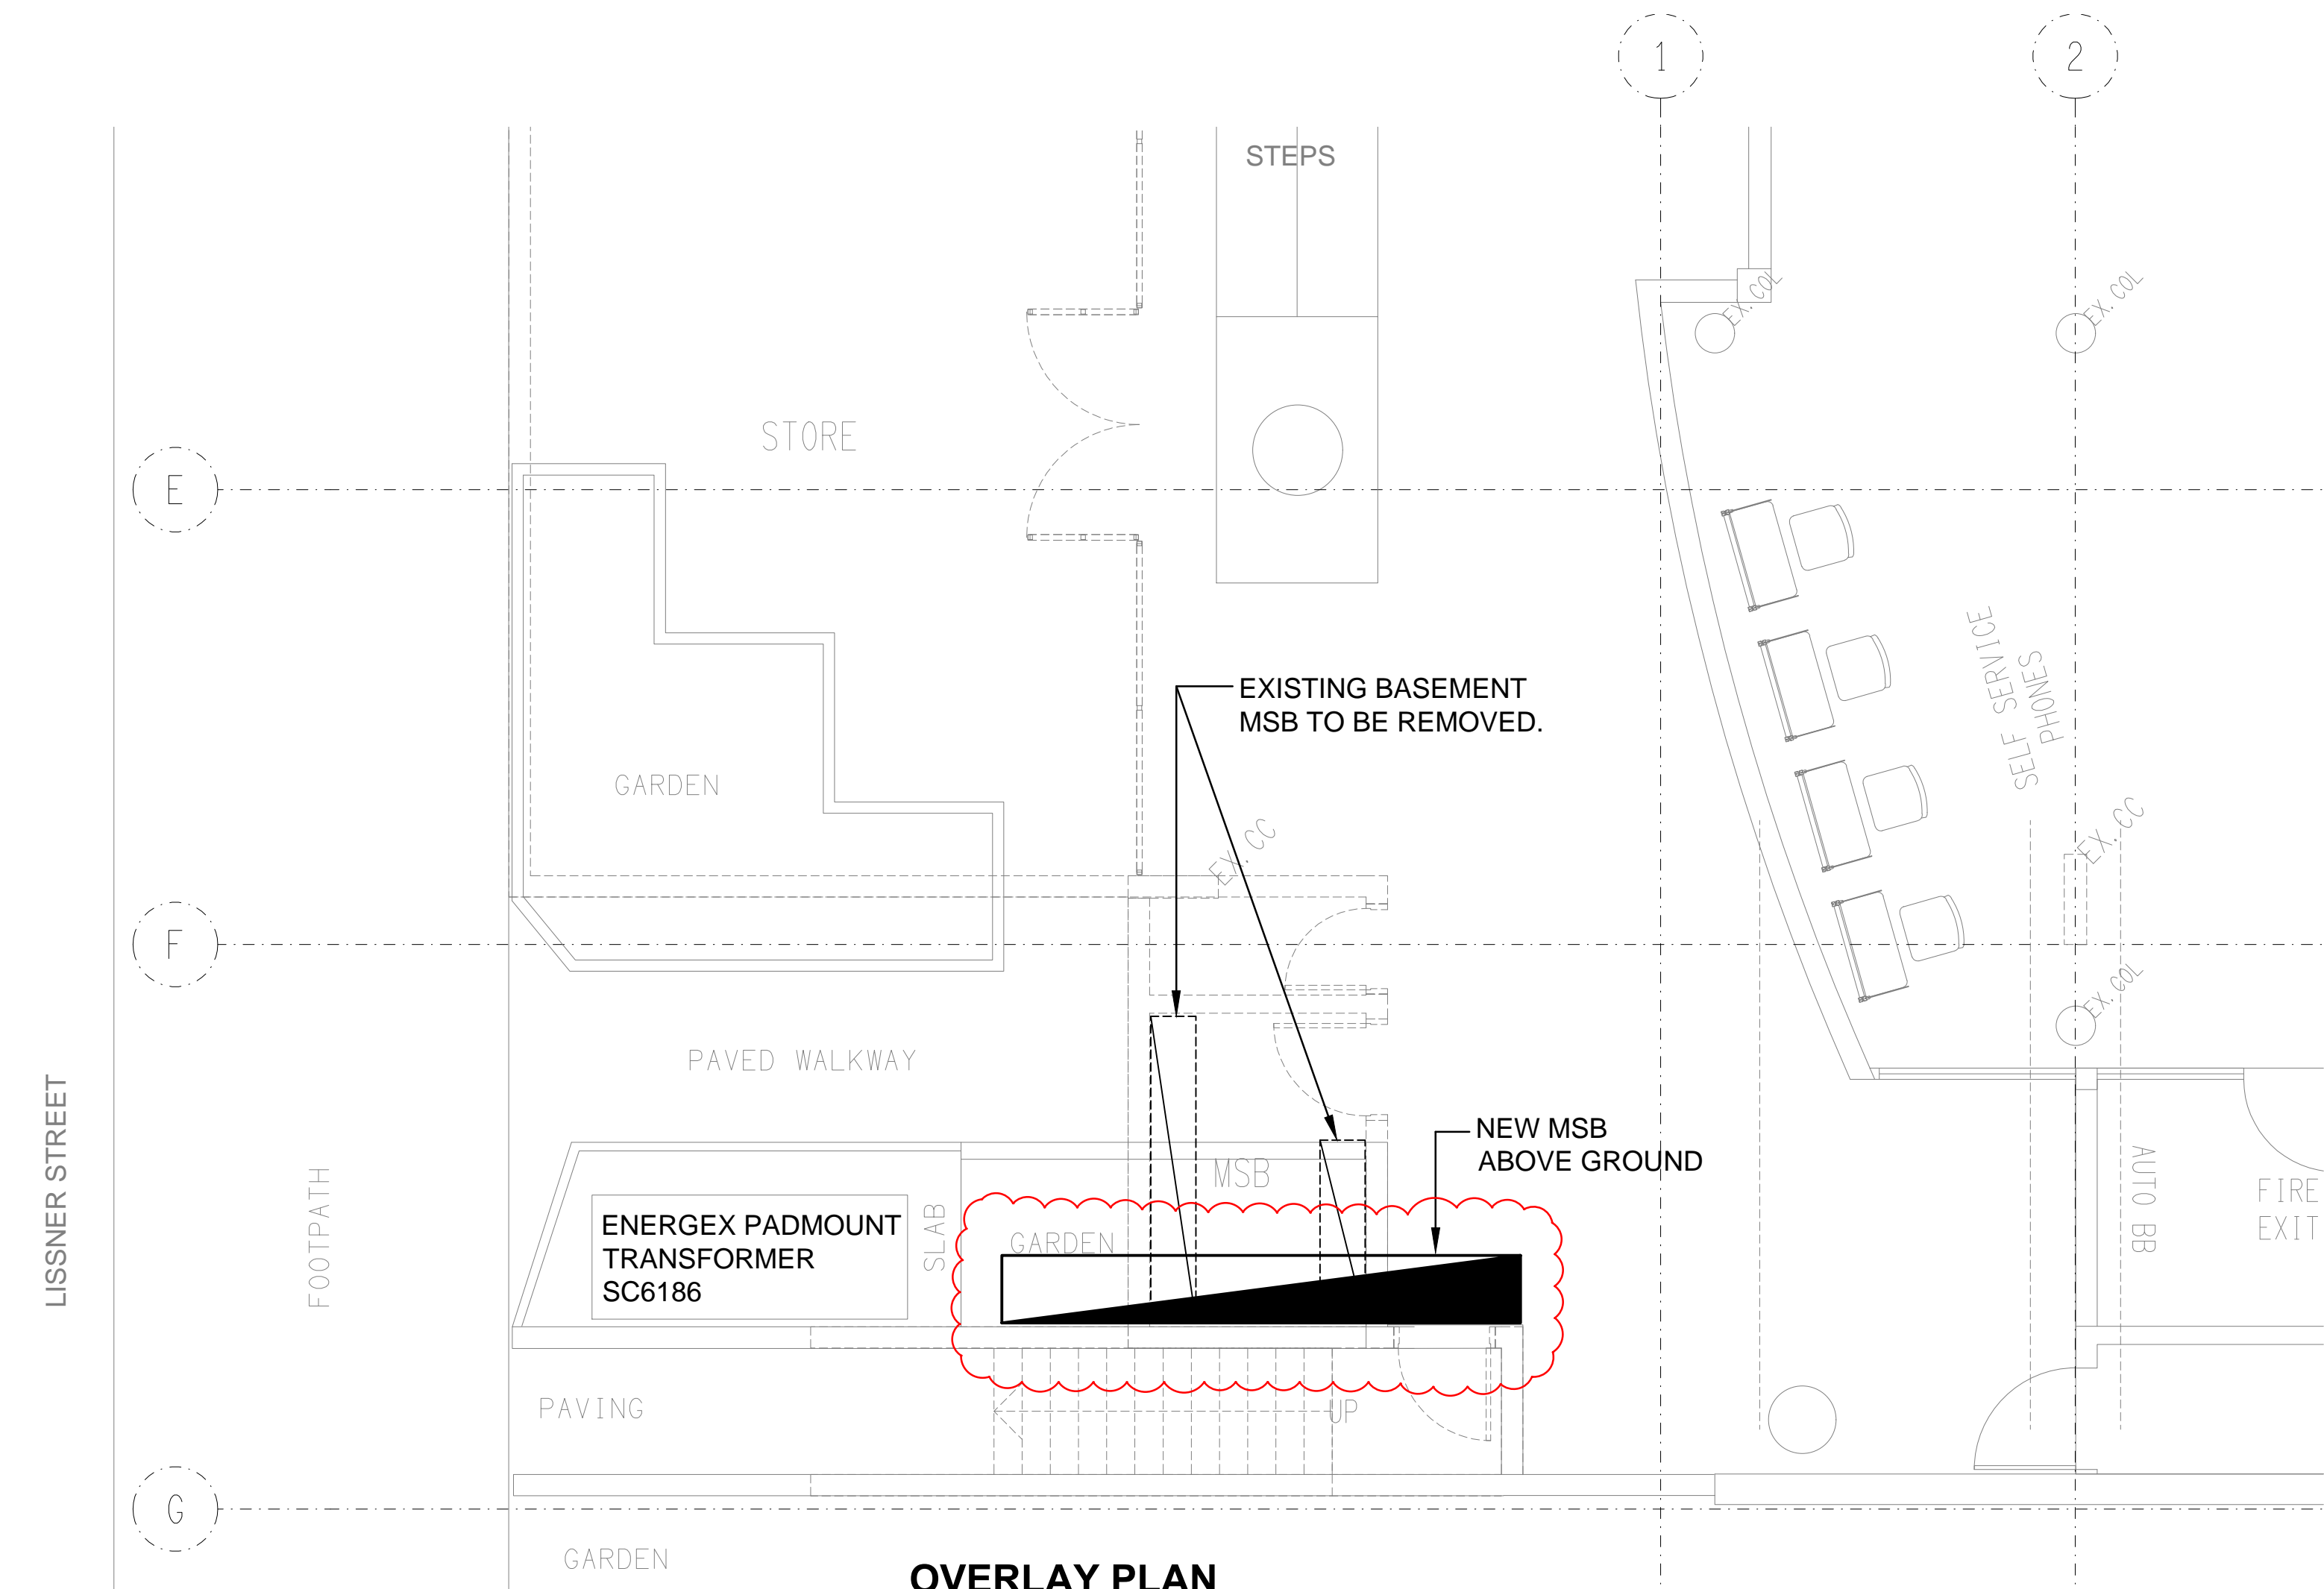 1
2
STEPS
EX.COL
EX.COL
STORE
E
SELF SERVICE
PHONES
EXISTING BASEMENT
MSB TO BE REMOVED.
GARDEN
EX.CC
EX.CC
F
EX.COL
PAVED WALKWAY
LISSNER STREET
FOOTPATH
NEW MSB
ABOVE GROUND
MSB
AUTO BB
FIRE
EXIT
ENERGEX PADMOUNT
TRANSFORMER
SC6186
SLAB
GARDEN
PAVING
UP
G
GARDEN
OVERLAY PLAN